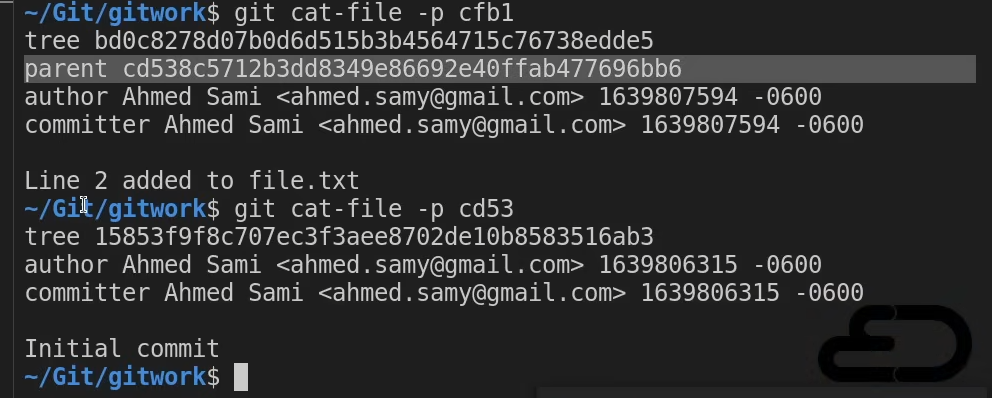 ~/Git/gitwork$ git cat-file -p cfb1
tree bd0c8278d07b0d6d515b3b4564715c76738edde5
parent cd538c5712b3dd8349e86692e40ffab477696bb6
author Ahmed Sami <ahmed.samy@gmail.com> 1639807594 -0600
committer Ahmed Sami <ahmed.samy@gmail.com> 1639807594 -0600
Line 2 added to file.txt
~/Git/gitwork$ git cat-file -p cd53
tree 15853f9f8c707ec3f3aee8702de10b8583516ab3
author Ahmed Sami <ahmed.samy@gmail.com> 1639806315 -0600
committer Ahmed Sami <ahmed.samy@gmail.com> 1639806315 -0600
Initial commit
~/Git/gitwork$